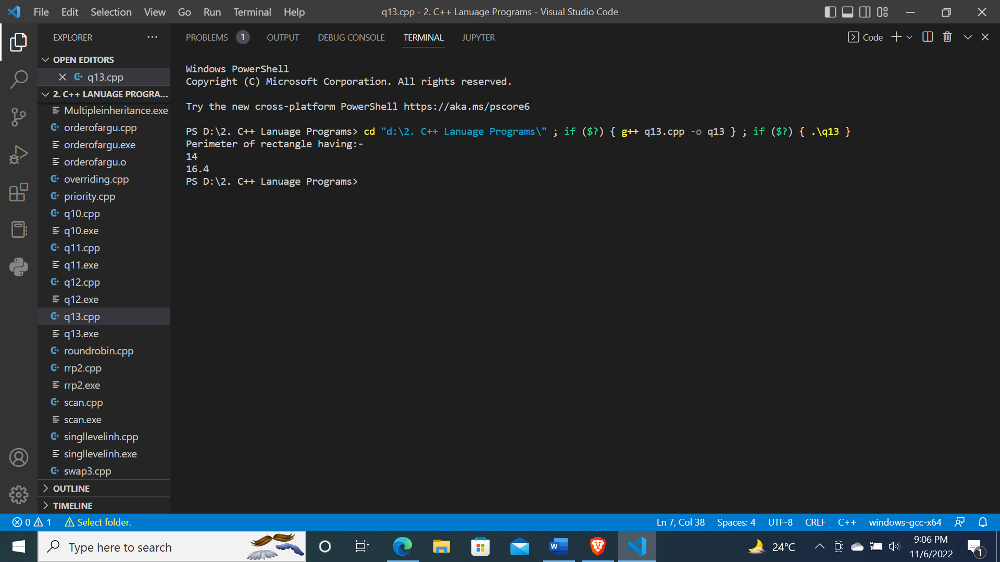 File Edit Selection View Go Run Terminal Help
q13.cpp - 2. C++ Lanuage Programs - Visual Studio Code
EXPLORER
OPEN EDITORS
q13.cpp
2. C++ LANUAGE PROGRA...
Multipleinheritance.exe
orderofargu.cpp
orderofargu.exe
orderofargu.o
overriding.cpp
priority.cpp
q10.cpp
q10.exe
q11.cpp
q11.exe
q12.cpp
q12.exe
q13.cpp
q13.exe
roundrobin.cpp
rrp2.cpp
rrp2.exe
scan.cpp
scan.exe
singllevelinh.cpp
singllevelinh.exe
swap3.cpp
OUTLINE
TIMELINE
PROBLEMS 1 OUTPUT DEBUG CONSOLE TERMINAL JUPYTER
Code
Windows PowerShell
Copyright (C) Microsoft Corporation. All rights reserved.
Try the new cross-platform PowerShell https://aka.ms/pscore6
PS D:\2. C++ Lanuage Programs> cd "d:\2. C++ Lanuage Programs\" ; if ($?) { g++ q13.cpp -o q13 } ; if ($?) { .\q13 }
Perimeter of rectangle having:-
14
16.4
PS D:\2. C++ Lanuage Programs>
0 1 Select folder.
Ln 7, Col 38 Spaces: 4 UTF-8 CRLF C++ windows-gcc-x64
Type here to search
24°C
9:06 PM
11/6/2022
1